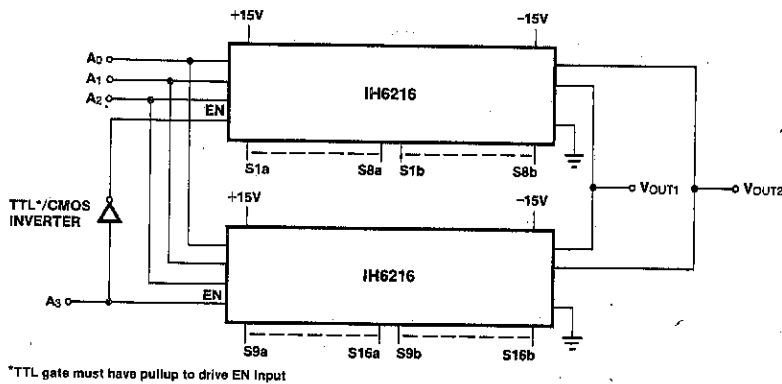 +15V
−15V
A0
A1
A2
EN
IH6216
S1a
S8a
S1b
S8b
TTL*/CMOS
INVERTER
+15V
−15V
VOUT1
VOUT2
IH6216
A3
EN
S9a
S16a
S9b
S16b
*TTL gate must have pullup to drive EN Input